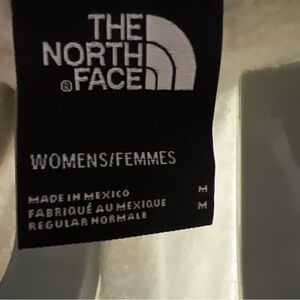 THE
NORTH
® FACE
WOMENS/FEMMES
MADE IN MEXICO M
FABRIQUÉ AU MEXIQUE M
REGULAR NORMALE